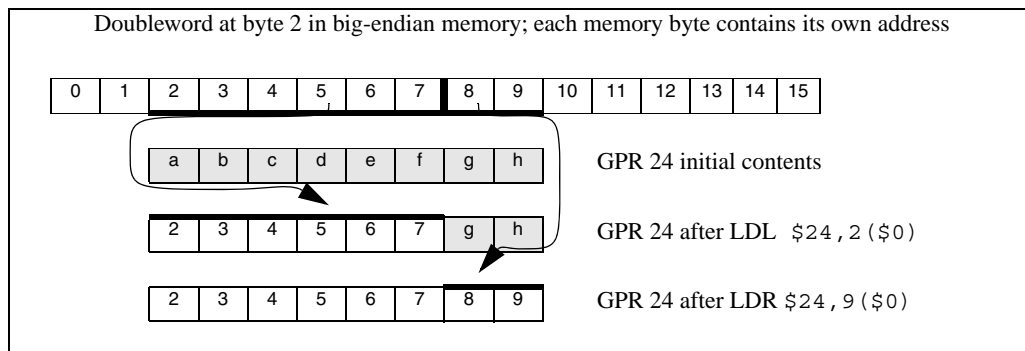 Doubleword at byte 2 in big-endian memory; each memory byte contains its own address
0 1 2 3 4 5 6 7 8 9 10 11 12 13 14 15
a b c d e f g h GPR 24 initial contents
2 3 4 5 6 7 g h GPR 24 after LDL $24,2($0)
2 3 4 5 6 7 8 9 GPR 24 after LDR $24,9($0)